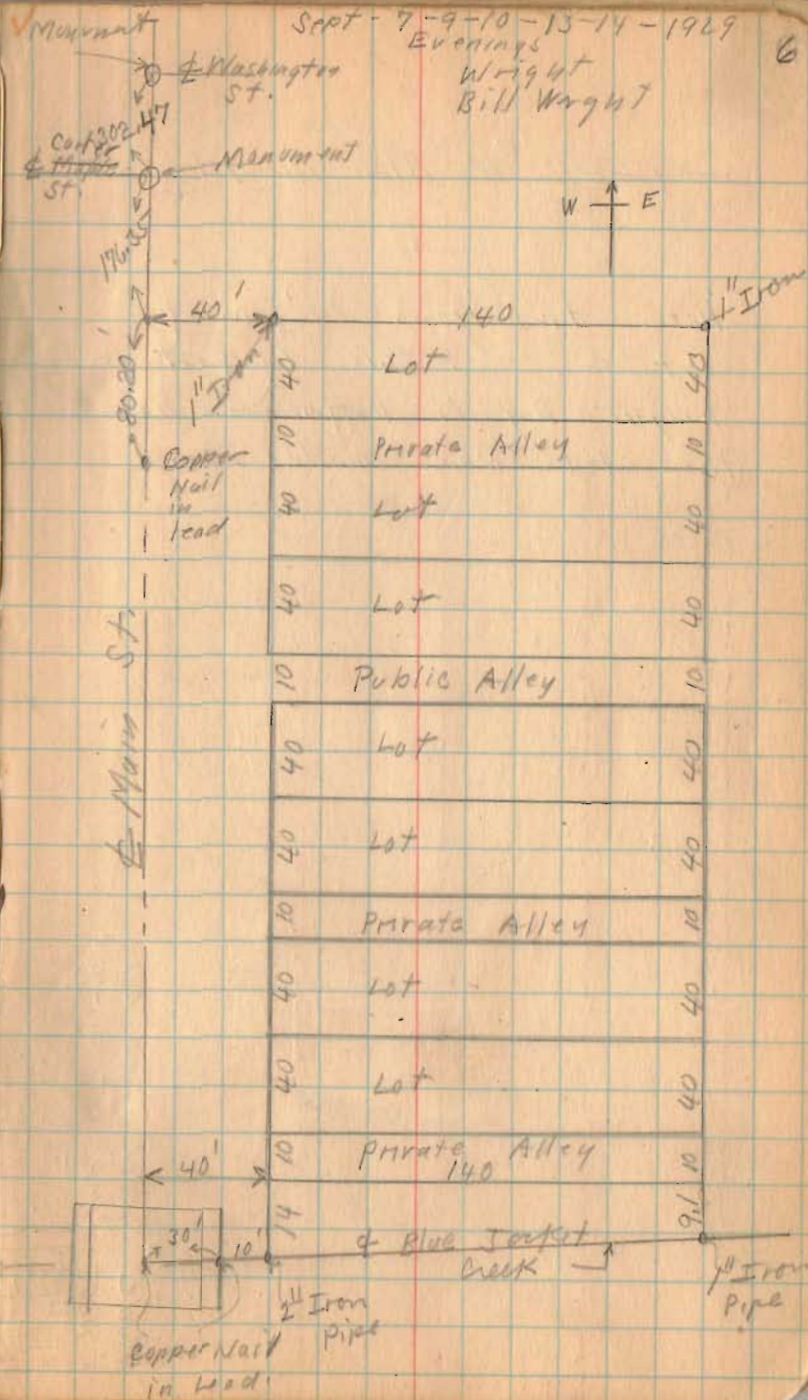 Monument
Sept - 7-9-10-13-14-1929
Evenings
Wright
Bill Wright
6
℄ Washington
St.
302.47
Carter
℄ Maple
St.
Monument
W E
176.
40'
140
1" Iron
1" Iron
80.20'
Copper
Nail
in
lead
40 Lot 40
10 Private Alley 10
40 Lot 40
40 Lot 40
10 Public Alley 10
40 Lot 40
℄ Main St.
40 Lot 40
10 Private Alley 10
40 Lot 40
40 Lot 40
10 Private Alley 10
40'
140
14 ℄ Blue Jacket 9.1
Creek
30' 10'
2" Iron
Pipe
1" Iron
Pipe
Copper Nail
in Lead.